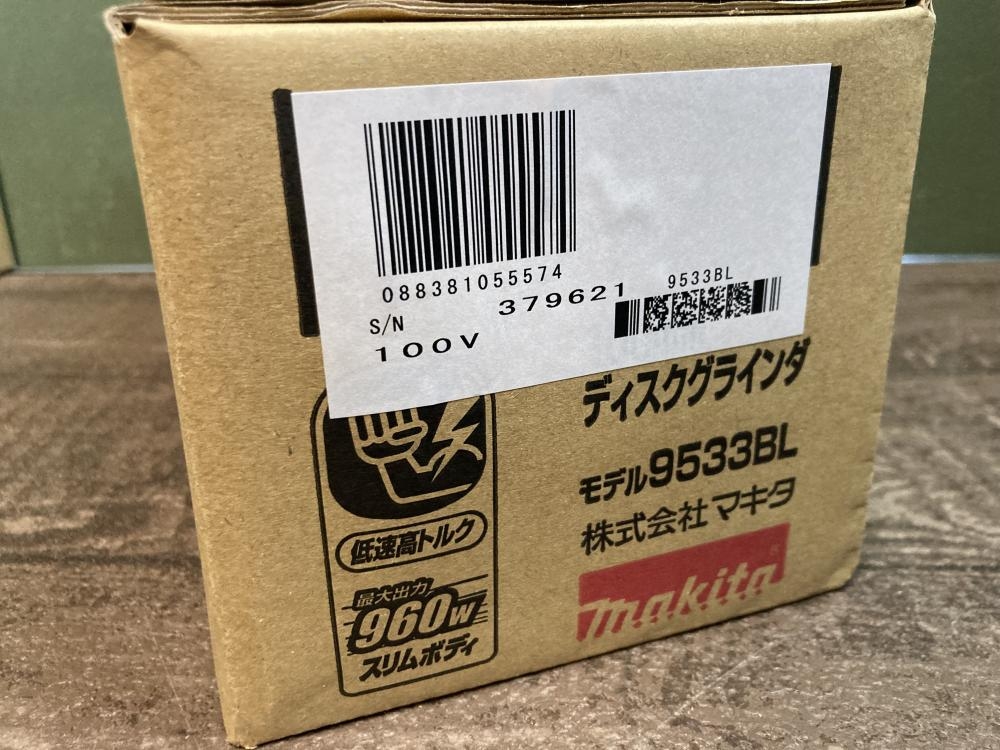 088381055574
S/N 379621
100V
9533BL
ディスクグラインダ
モデル9533BL
株式会社マキタ
makita
低速高トルク
最大出力
960W
スリムボディ